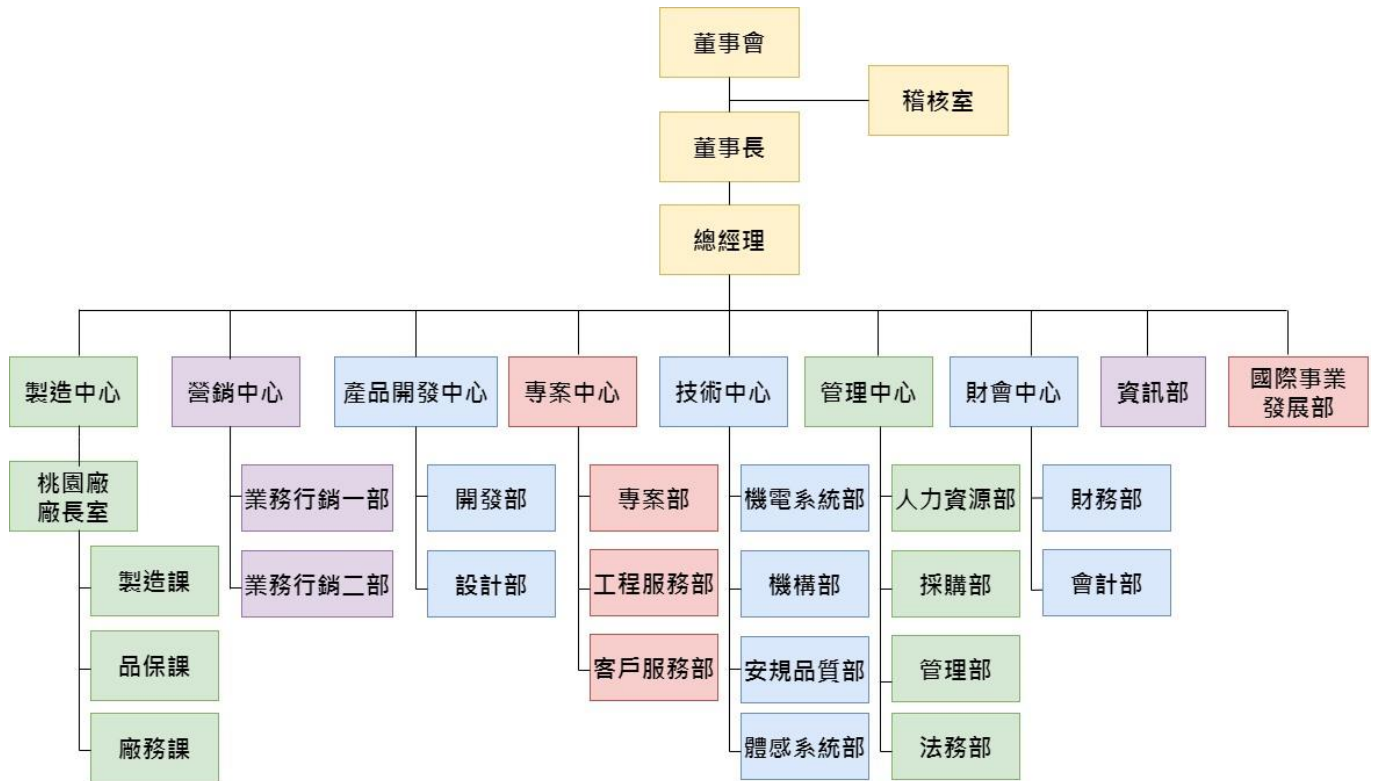 董事會
稽核室
董事長
總經理
製造中心
營銷中心
產品開發中心
專案中心
技術中心
管理中心
財會中心
資訊部
國際事業
發展部
桃園廠
廠長室
製造課
品保課
廠務課
業務行銷一部
業務行銷二部
開發部
設計部
專案部
工程服務部
客戶服務部
機電系統部
機構部
安規品質部
體感系統部
人力資源部
採購部
管理部
法務部
財務部
會計部